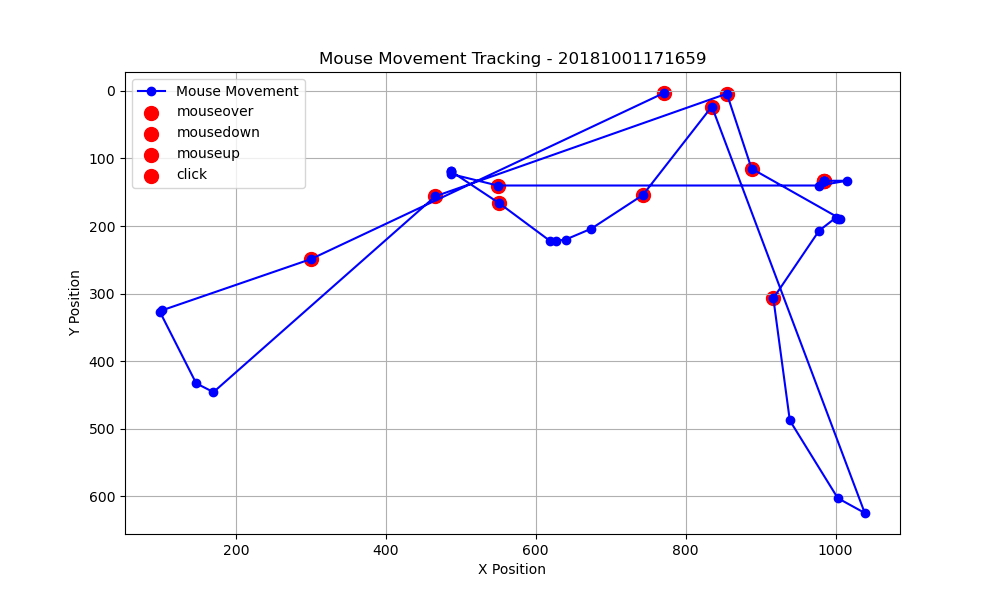 Mouse Movement Tracking - 20181001171659
Mouse Movement
mouseover
mousedown
mouseup
click
0
100
200
300
400
500
600
Y Position
200
400
600
800
1000
X Position